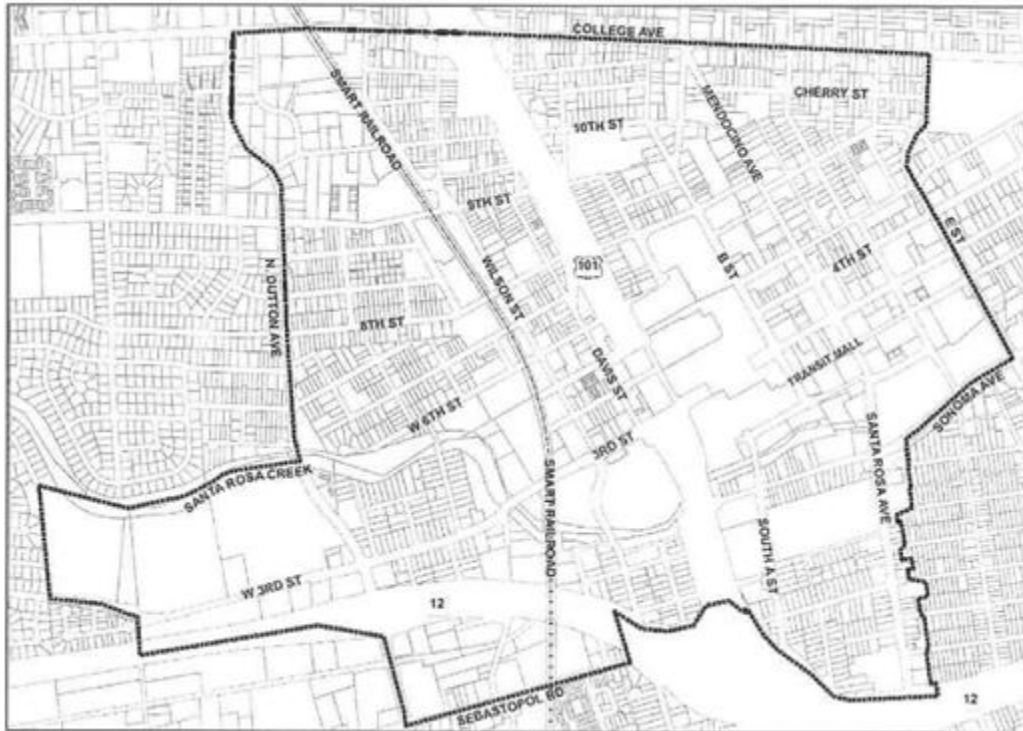 COLLEGE AVE
SMART RAILROAD
CHERRY ST
MENDOCINO AVE
10TH ST
9TH ST
E ST
B ST
4TH ST
101
WILSON ST
N. DUTTON AVE
8TH ST
DAVIS ST
TRANSIT MALL
W 6TH ST
SONOMA AVE
3RD ST
SANTA ROSA CREEK
SMART RAILROAD
SANTA ROSA AVE
SOUTH A ST
W 3RD ST
12
SEBASTOPOL RD
12